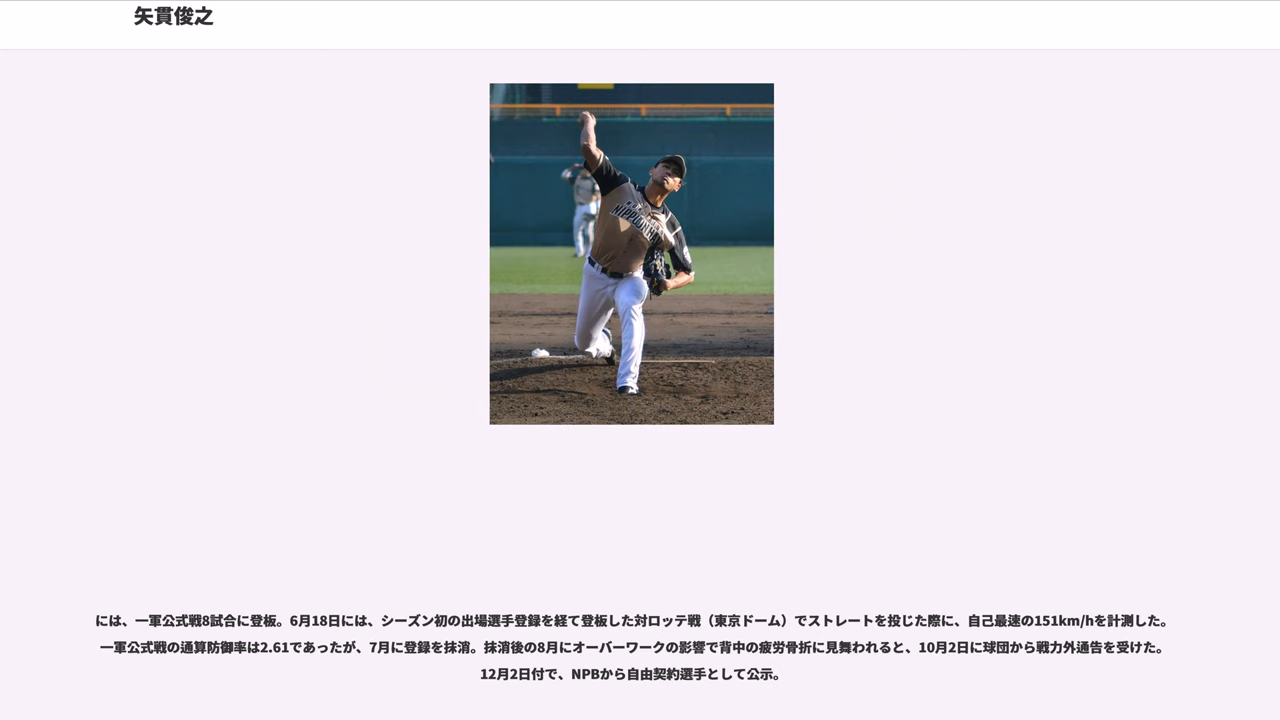 矢貫俊之
には、一軍公式戦8試合に登板。6月18日には、シーズン初の出場選手登録を経て登板した対ロッテ戦（東京ドーム）でストレートを投じた際に、自己最速の151km/hを計測した。
一軍公式戦の通算防御率は2.61であったが、7月に登録を抹消。抹消後の8月にオーバーワークの影響で背中の疲労骨折に見舞われると、10月2日に球団から戦力外通告を受けた。
12月2日付で、NPBから自由契約選手として公示。